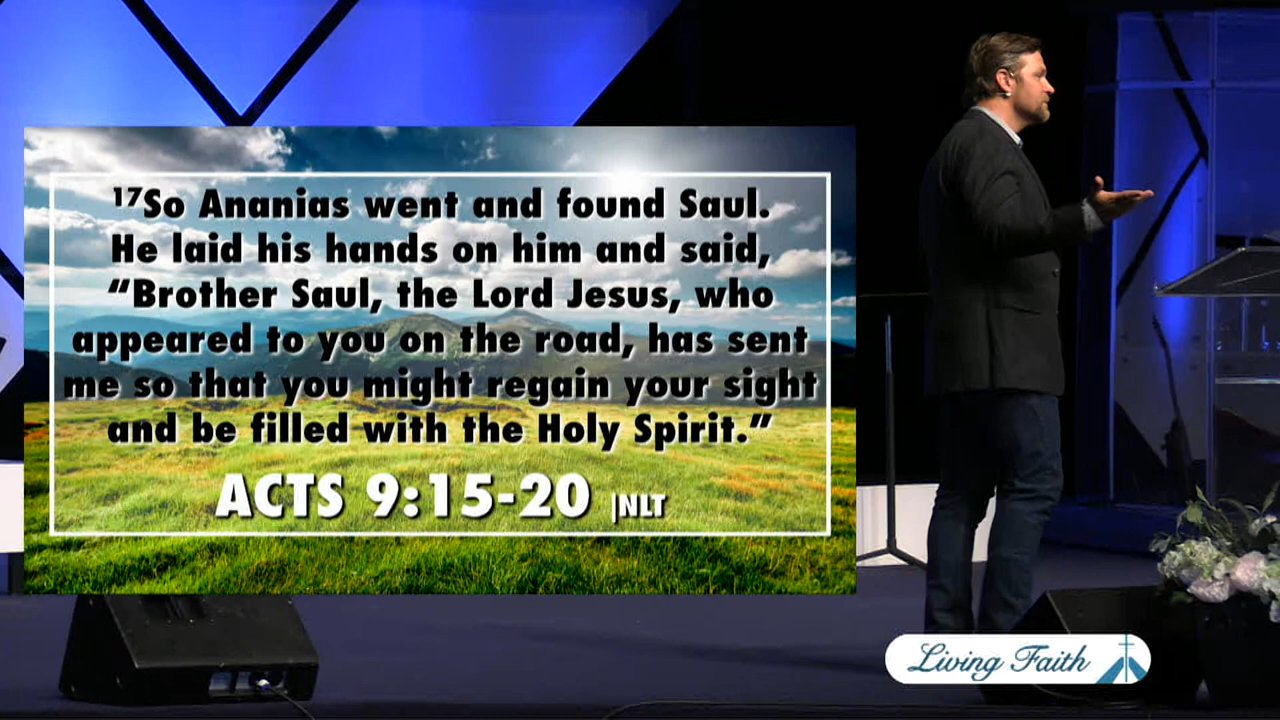 ¹⁷So Ananias went and found Saul.
He laid his hands on him and said,
“Brother Saul, the Lord Jesus, who
appeared to you on the road, has sent
me so that you might regain your sight
and be filled with the Holy Spirit.”
ACTS 9:15-20 |NLT
Living Faith